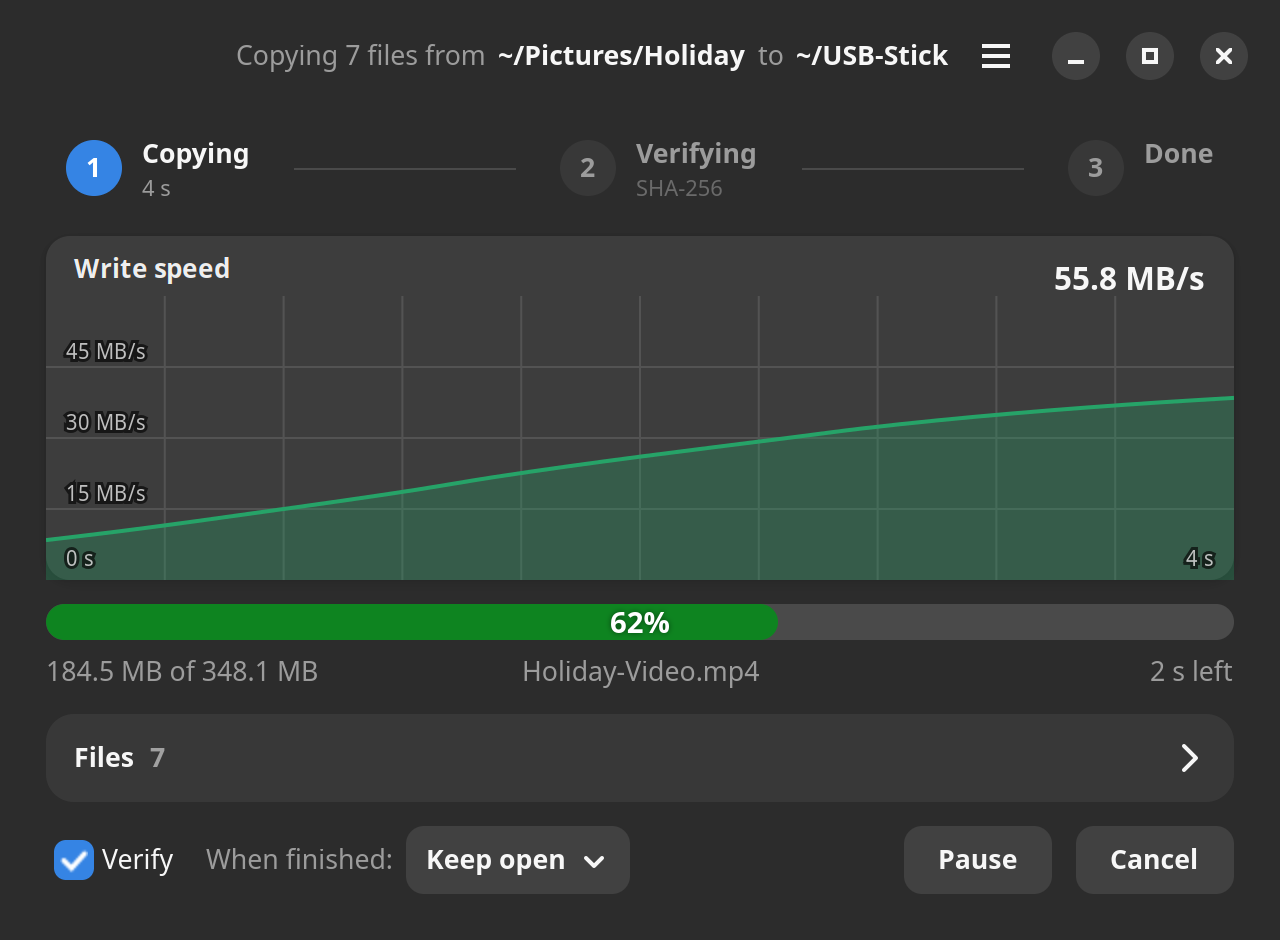 Copying 7 files from ~/Pictures/Holiday to ~/USB-Stick
1 Copying
4 s
2 Verifying
SHA-256
3 Done
Write speed
55.8 MB/s
45 MB/s
30 MB/s
15 MB/s
0 s
4 s
62%
184.5 MB of 348.1 MB
Holiday-Video.mp4
2 s left
Files 7
Verify
When finished:
Keep open
Pause
Cancel